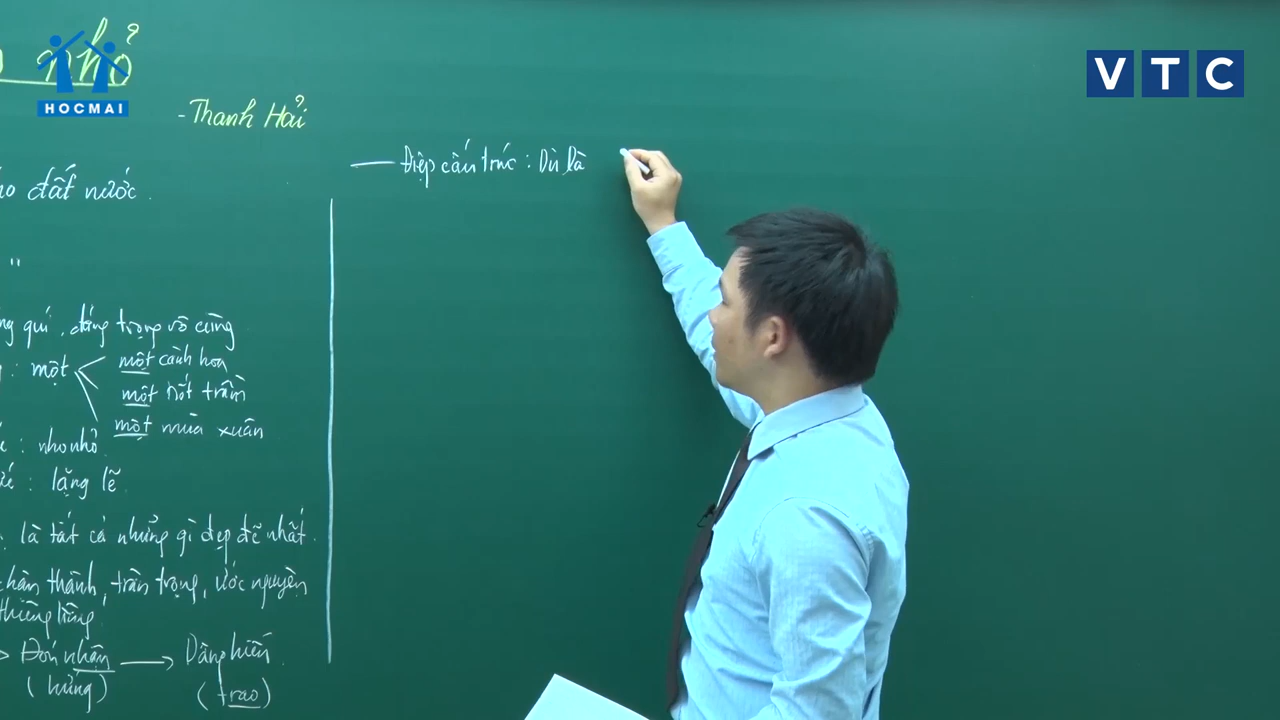 nhỏ
HOCMAI
VTC
- Thanh Hải
đất nước.
"
quí, đáng trọng vô cùng
: một
một cành hoa
một nốt trầm
một mùa xuân
: nho nhỏ
: lặng lẽ
là tất cả những gì đẹp đẽ nhất.
chân thành, trân trọng, ước nguyện
thiêng liêng
> Đón nhận → Dâng hiến.
(hứng) (trao)
— Điệp cấu trúc: Dù là